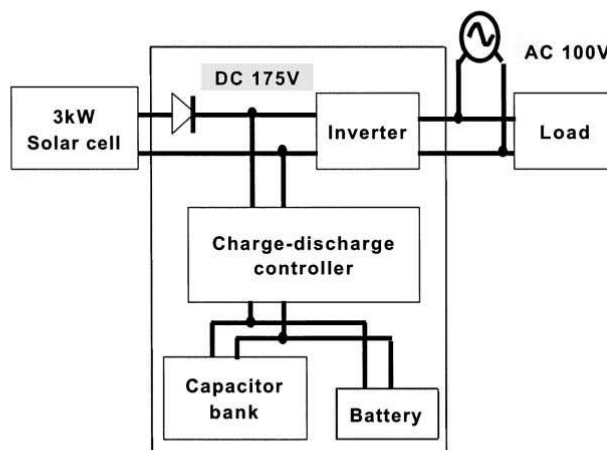 DC 175V
AC 100V
3kW
Solar cell
Inverter
Load
Charge-discharge
controller
Capacitor
bank
Battery